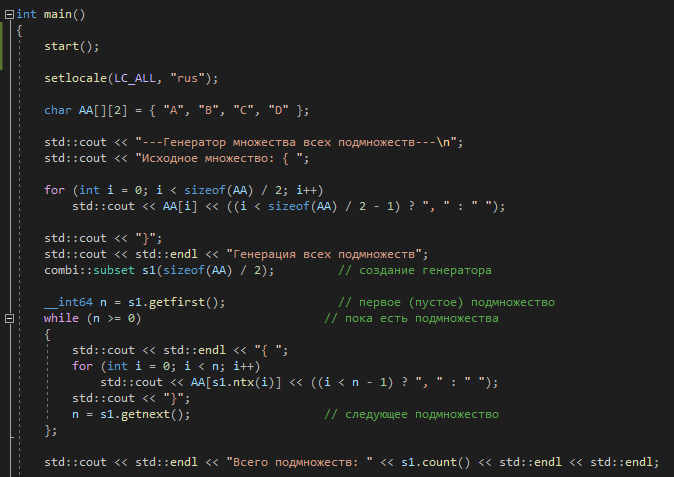 int main()
{
    start();

    setlocale(LC_ALL, "rus");

    char AA[][2] = { "A", "B", "C", "D" };

    std::cout << "---Генератор множества всех подмножеств---\n";
    std::cout << "Исходное множество: { ";

    for (int i = 0; i < sizeof(AA) / 2; i++)
        std::cout << AA[i] << ((i < sizeof(AA) / 2 - 1) ? ", " : " ");

    std::cout << "}";
    std::cout << std::endl << "Генерация всех подмножеств";
    combi::subset s1(sizeof(AA) / 2);         // создание генератора

    __int64 n = s1.getfirst();                // первое (пустое) подмножество
    while (n >= 0)                          // пока есть подмножества
    {
        std::cout << std::endl << "{ ";
        for (int i = 0; i < n; i++)
            std::cout << AA[s1.ntx(i)] << ((i < n - 1) ? ", " : " ");
        std::cout << "}";
        n = s1.getnext();                   // следующее подмножество
    };

    std::cout << std::endl << "Всего подмножеств: " << s1.count() << std::endl << std::endl;